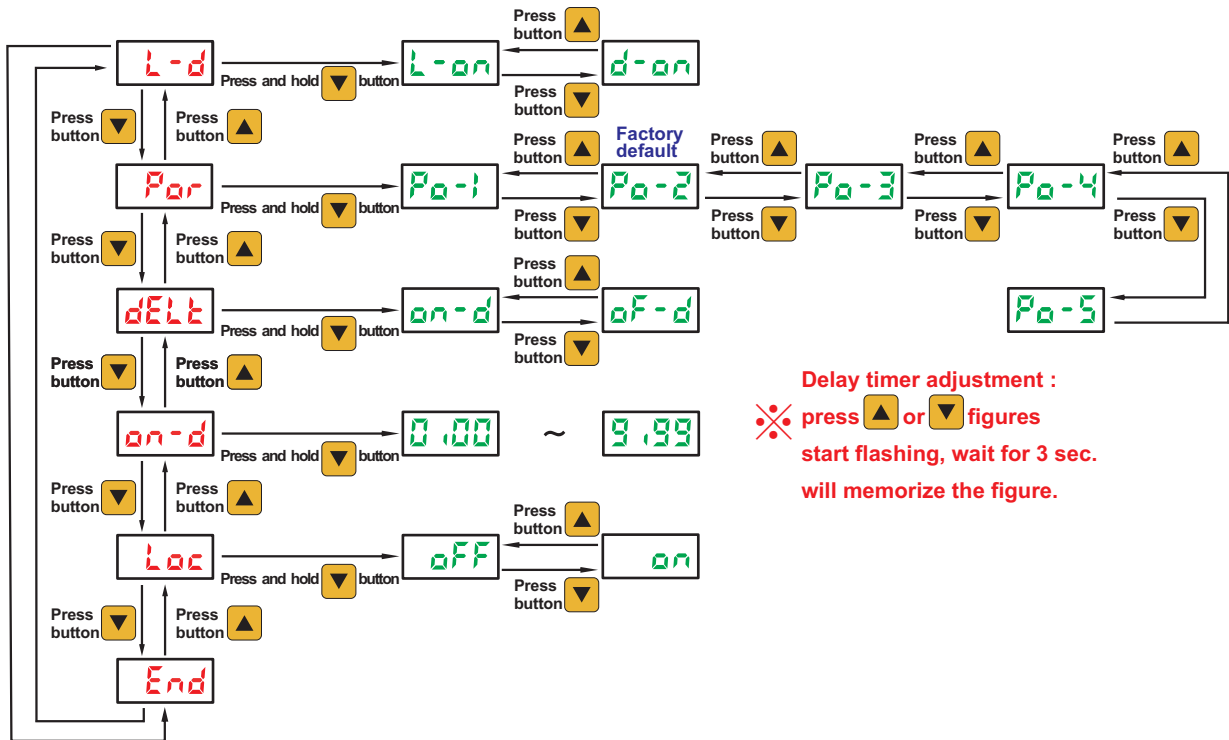 Press
button
L-d
Press and hold button
L-on
d-on
Press
button
Press
button
Press
button
Press
button
Factory
default
Press
button
Press
button
Press
button
Por
Press and hold button
Po-1
Po-2
Po-3
Po-4
Press
button
Press
button
Press
button
Press
button
Press
button
Press
button
Press
button
dELt
Press and hold button
on-d
oF-d
Po-5
Press
button
Press
button
Press
button
Delay timer adjustment :
※ press or figures
start flashing, wait for 3 sec.
will memorize the figure.
on-d
Press and hold button
0.00
~
9.99
Press
button
Press
button
Press
button
Loc
Press and hold button
oFF
on
Press
button
Press
button
Press
button
End